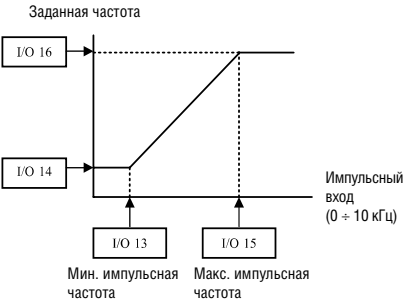 Заданная частота
I/O 16
I/O 14
Импульсный
вход
(0 ÷ 10 кГц)
I/O 13
I/O 15
Мин. импульсная
частота
Макс. импульсная
частота